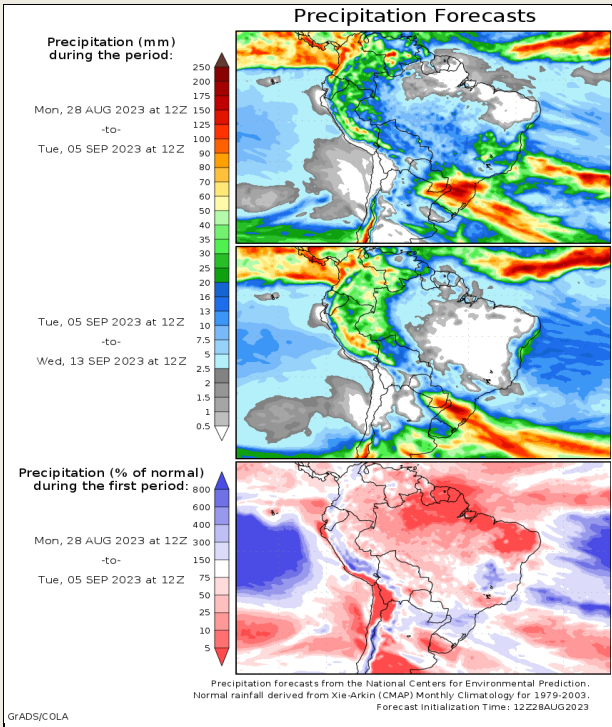 Precipitation Forecasts
Precipitation (mm)
during the period:
Mon, 28 AUG 2023 at 12Z
-to-
Tue, 05 SEP 2023 at 12Z
250
200
175
150
125
100
90
80
70
60
50
40
35
30
25
20
16
13
10
7.5
5
2.5
2
1.5
1
0.5
Tue, 05 SEP 2023 at 12Z
-to-
Wed, 13 SEP 2023 at 12Z
Precipitation (% of normal)
during the first period:
Mon, 28 AUG 2023 at 12Z
-to-
Tue, 05 SEP 2023 at 12Z
800
600
400
300
150
75
50
25
10
5
Precipitation forecasts from the National Centers for Environmental Prediction.
Normal rainfall derived from Xie-Arkin (CMAP) Monthly Climatology for 1979-2003.
Forecast Initialization Time: 12Z28AUG2023
GrADS/COLA